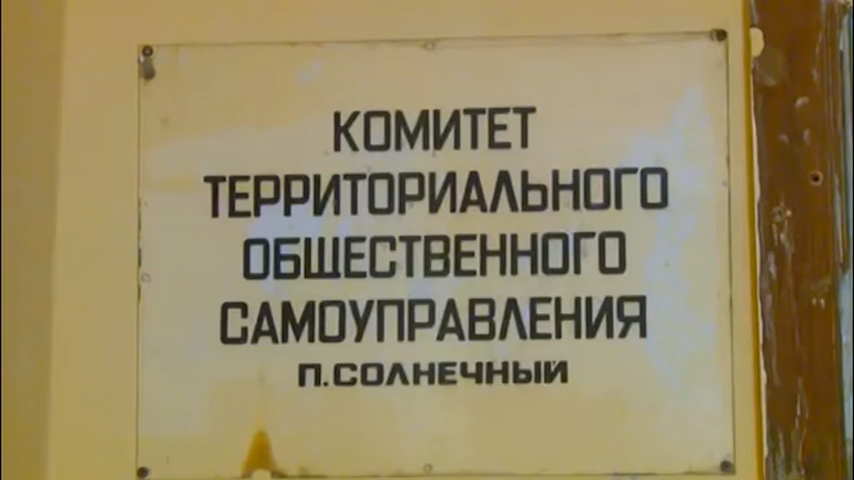 КОМИТЕТ
ТЕРРИТОРИАЛЬНОГО
ОБЩЕСТВЕННОГО
САМОУПРАВЛЕНИЯ
П.СОЛНЕЧНЫЙ